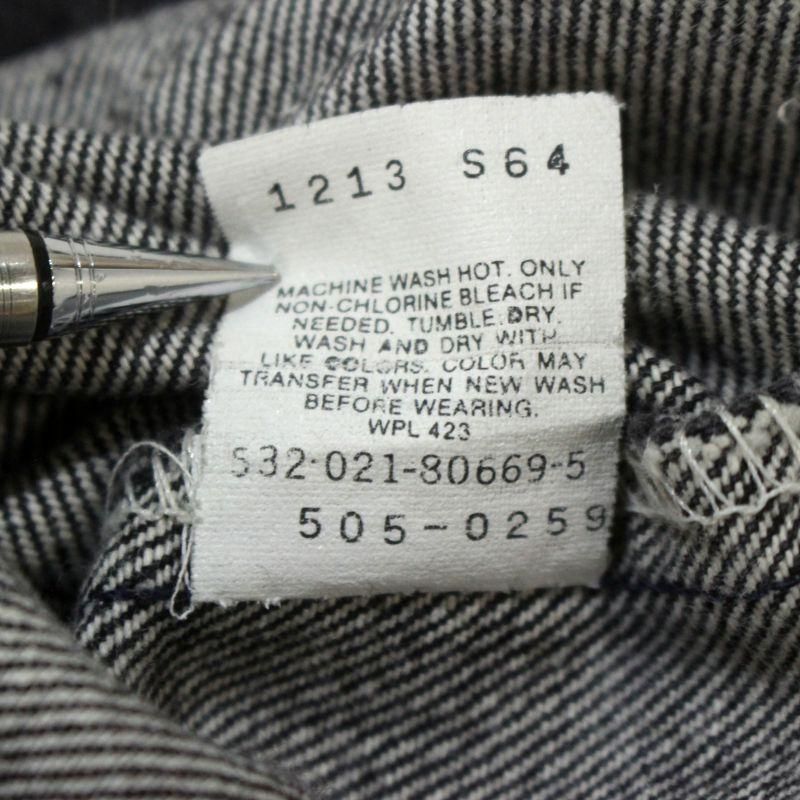 1213 S64
MACHINE WASH HOT. ONLY
NON-CHLORINE BLEACH IF
NEEDED. TUMBLE DRY.
WASH AND DRY WITH
LIKE COLORS. COLOR MAY
TRANSFER WHEN NEW WASH
BEFORE WEARING.
WPL 423
S32-021-80669-5
505-0259